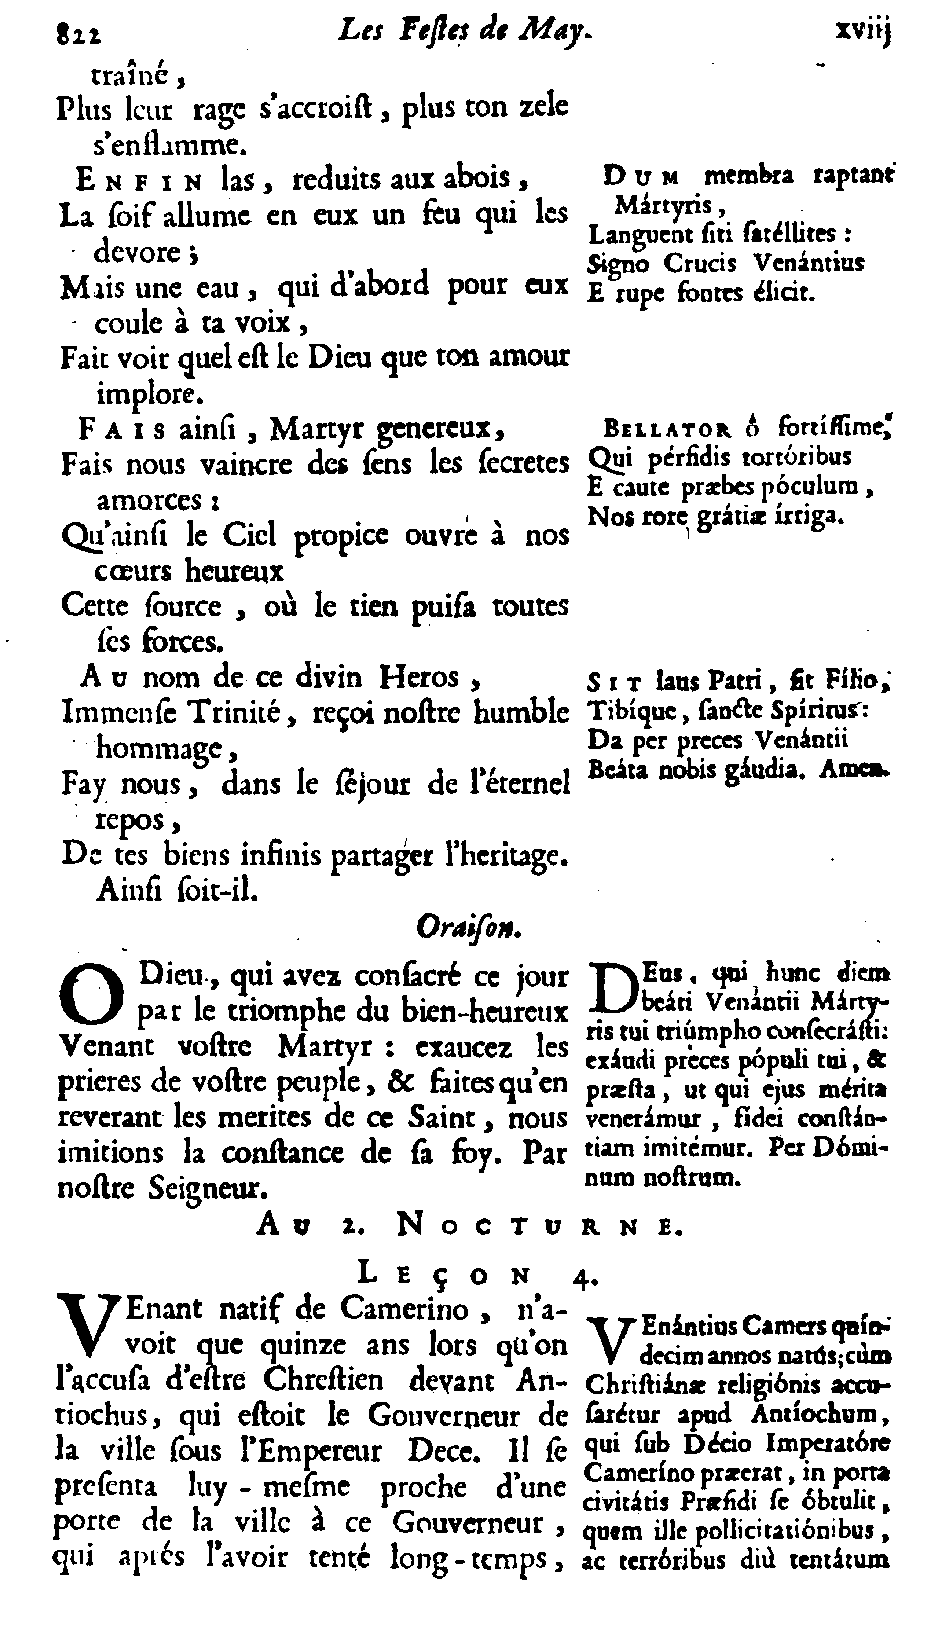 822 Les Feſtes de May. xviij
traîné,
Plus leur rage s'accroiſt, plus ton zele
s'enflamme.
ENFIN las, reduits aux abois,
La ſoif allume en eux un feu qui les
devore;
Mais une eau, qui d'abord pour eux
coule à ta voix,
Fait voir quel eſt le Dieu que ton amour
implore.
FAIS ainſi, Martyr genereux,
Fais nous vaincre des ſens les ſecretes
amorces:
Qu'ainſi le Ciel propice ouvre à nos
cœurs heureux
Cette ſource, où le tien puiſa toutes
ſes forces.
AU nom de ce divin Heros,
Immenſe Trinité, reçoi noſtre humble
hommage,
Fay nous, dans le ſéjour de l'éternel
repos,
De tes biens infinis partager l'heritage.
Ainſi ſoit-il.
DUM membra raptant
Mártyris,
Languent ſiti ſatéllites:
Signo Crucis Venántius
E rupe fontes élicit.
BELLATOR ô fortíſſime,
Qui pérfidis tortóribus
E caute præbes póculum,
Nos rore grátiæ írriga.
SIT laus Patri, ſit Fílio,
Tibíque, ſancte Spíritus:
Da per preces Venántii
Beáta nobis gáudia. Amen.
Oraiſon.
O Dieu, qui avez conſacré ce jour
par le triomphe du bien-heureux
Venant voſtre Martyr: exaucez les
prieres de voſtre peuple, & faites qu'en
reverant les merites de ce Saint, nous
imitions la conſtance de ſa foy. Par
noſtre Seigneur.
DEus, qui hunc diem
beáti Venántii Márty-
ris tui triúmpho conſecráſti:
exáudi preces pópuli tui, &
præſta, ut qui ejus mérita
venerámur, fidei conſtán-
tiam imitémur. Per Dómi-
num noſtrum.
AU 2. NOCTURNE.
LEÇON 4.
VEnant natif de Camerino, n'a-
voit que quinze ans lors qu'on
l'accuſa d'eſtre Chreſtien devant An-
tiochus, qui eſtoit le Gouverneur de
la ville ſous l'Empereur Dece. Il ſe
preſenta luy-meſme proche d'une
porte de la ville à ce Gouverneur,
qui aprés l'avoir tenté long-temps,
VEnántius Camers quín-
decim annos natus; cùm
Chriſtiánæ religiónis accu-
ſarétur apud Antíochum,
qui ſub Décio Imperatóre
Cameríno præerat, in porta
civitátis Præſidi ſe óbtulit,
quem ille pollicitatiónibus,
ac terróribus diù tentátum